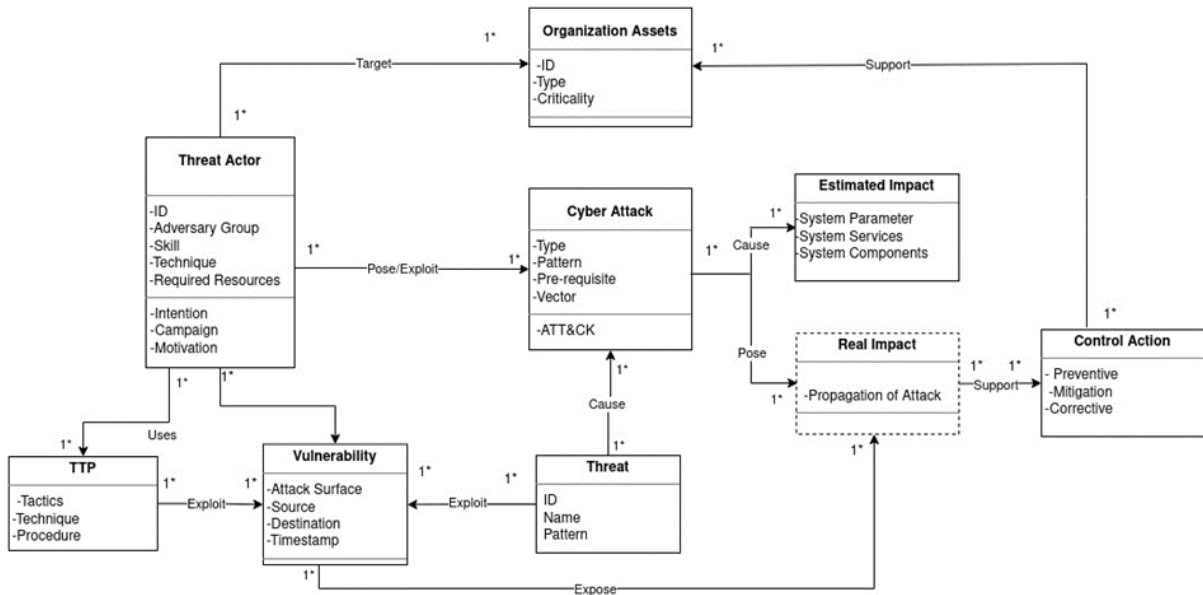 Organization Assets
-ID
-Type
-Criticality
1*
Target
1*
1*
Support
1*
Threat Actor
-ID
-Adversary Group
-Skill
-Technique
-Required Resources
-Intention
-Campaign
-Motivation
1*
Pose/Exploit
1*
Cyber Attack
-Type
-Pattern
-Pre-requisite
-Vector
-ATT&CK
1*
Cause
1*
Estimated Impact
-System Parameter
-System Services
-System Components
Pose
1*
Real Impact
-Propagation of Attack
1*
1*
Support
Control Action
- Preventive
-Mitigation
-Corrective
1*
1*
Uses
1*
1*
Cause
1*
TTP
-Tactics
-Technique
-Procedure
1*
Exploit
1*
Vulnerability
-Attack Surface
-Source
-Destination
-Timestamp
1*
Exploit
1*
Threat
ID
Name
Pattern
1*
Expose
1*